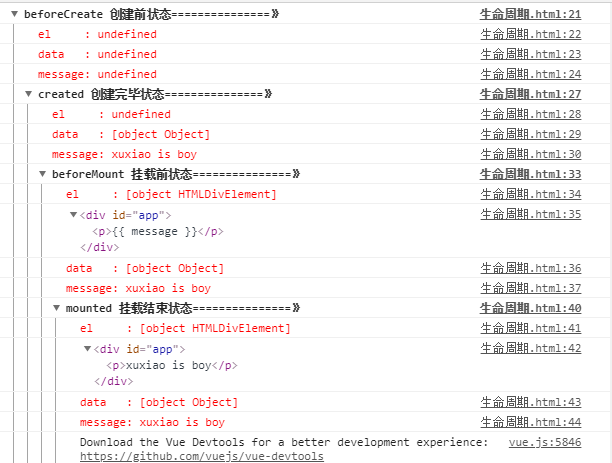 ▼ beforeCreate 创建前状态===============》 生命周期.html:21
el     : undefined 生命周期.html:22
data   : undefined 生命周期.html:23
message: undefined 生命周期.html:24
▼ created 创建完毕状态===============》 生命周期.html:27
el     : undefined 生命周期.html:28
data   : [object Object] 生命周期.html:29
message: xuxiao is boy 生命周期.html:30
▼ beforeMount 挂载前状态===============》 生命周期.html:33
el     : [object HTMLDivElement] 生命周期.html:34
▼<div id="app"> 生命周期.html:35
<p>{{ message }}</p>
</div>
data   : [object Object] 生命周期.html:36
message: xuxiao is boy 生命周期.html:37
▼ mounted 挂载结束状态===============》 生命周期.html:40
el     : [object HTMLDivElement] 生命周期.html:41
▼<div id="app"> 生命周期.html:42
<p>xuxiao is boy</p>
</div>
data   : [object Object] 生命周期.html:43
message: xuxiao is boy 生命周期.html:44
Download the Vue Devtools for a better development experience: vue.js:5846
https://github.com/vuejs/vue-devtools